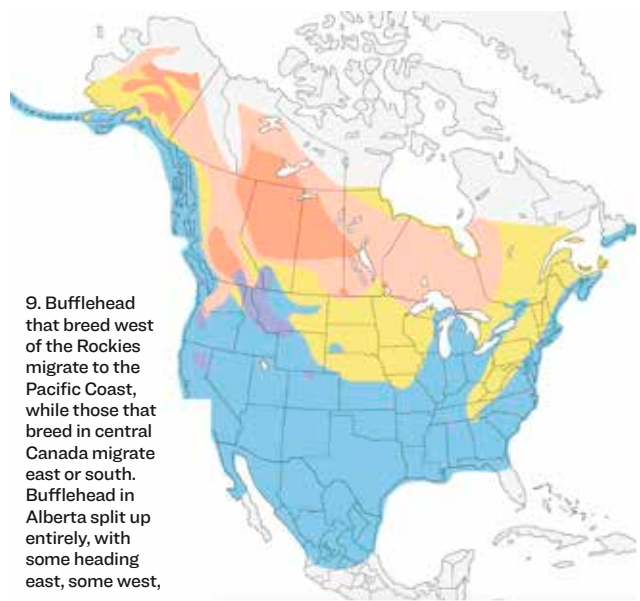 9. Bufflehead
that breed west
of the Rockies
migrate to the
Pacific Coast,
while those that
breed in central
Canada migrate
east or south.
Bufflehead in
Alberta split up
entirely, with
some heading
east, some west,